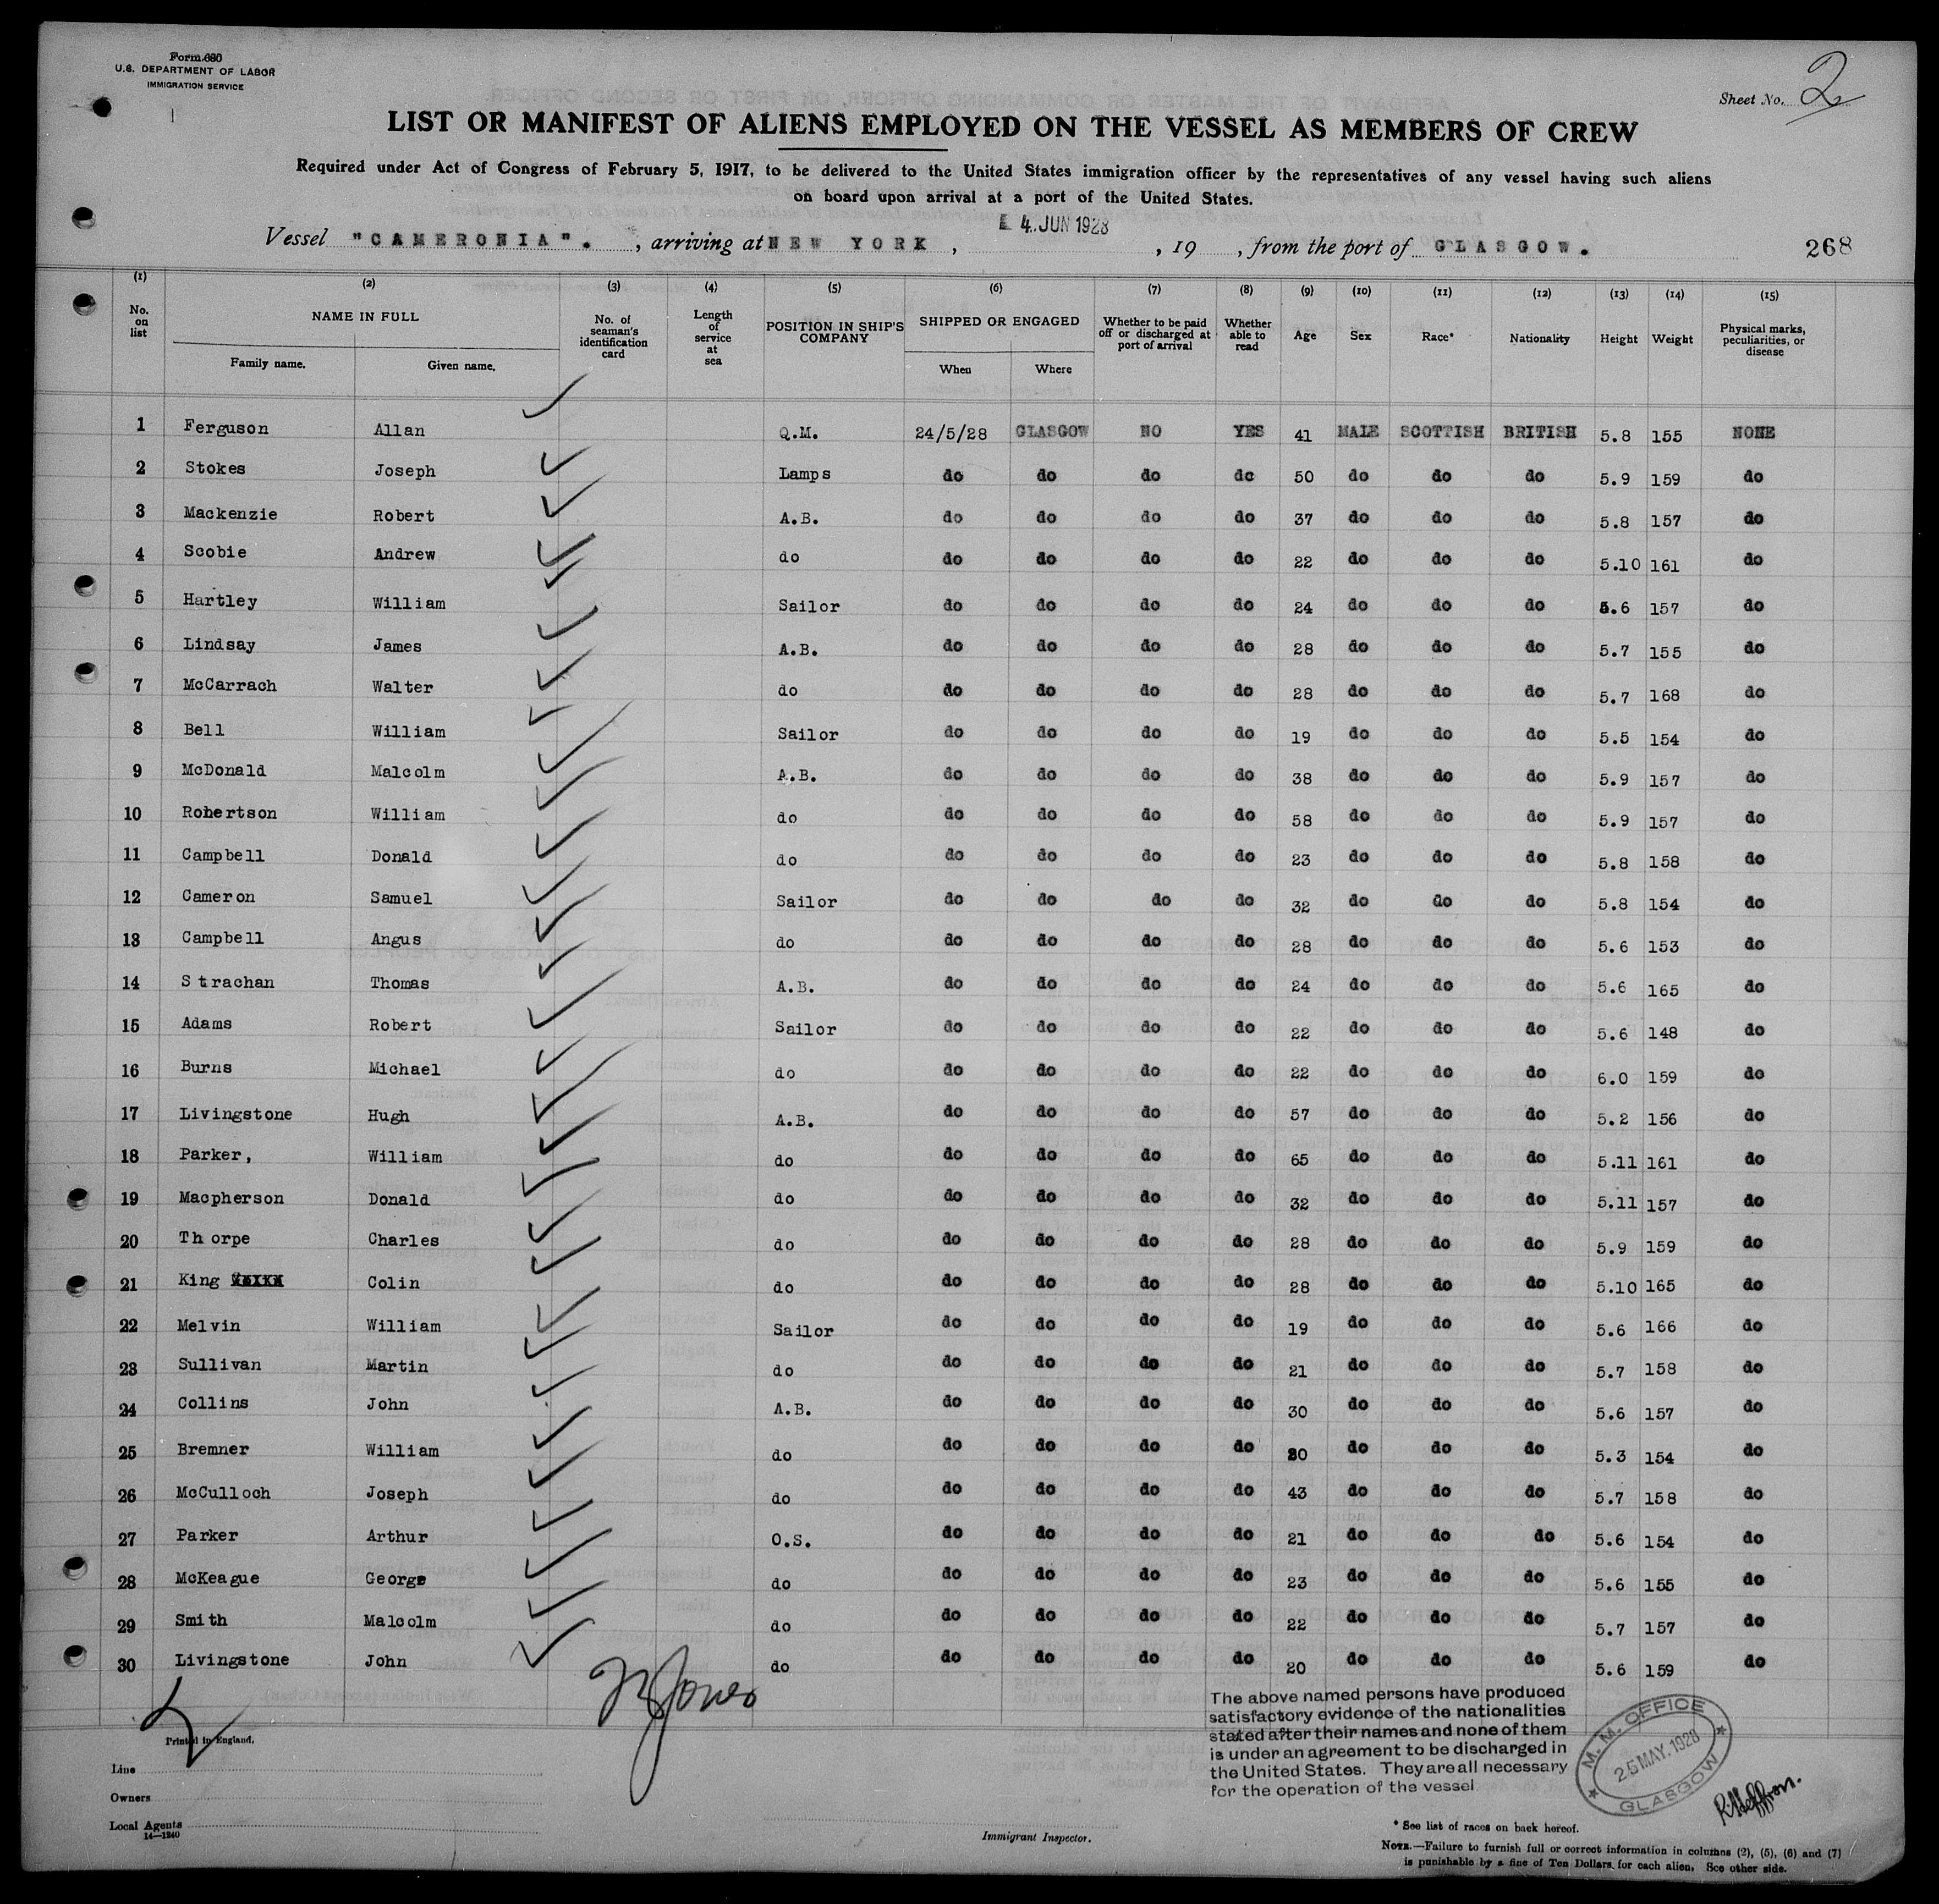 Form 680
U.S. DEPARTMENT OF LABOR
IMMIGRATION SERVICE
Sheet No. 2
LIST OR MANIFEST OF ALIENS EMPLOYED ON THE VESSEL AS MEMBERS OF CREW
Required under Act of Congress of February 5, 1917, to be delivered to the United States immigration officer by the representatives of any vessel having such aliens
on board upon arrival at a port of the United States.
4 JUN 1928
Vessel "CAMERONIA". , arriving at NEW YORK, , 19 , from the port of GLASGOW. 268
(1) (2) (3) (4) (5) (6) (7) (8) (9) (10) (11) (12) (13) (14) (15)
No. on list NAME IN FULL No. of seaman's identification card Length of service at sea POSITION IN SHIP'S COMPANY SHIPPED OR ENGAGED Whether to be paid off or discharged at port of arrival Whether able to read Age Sex Race* Nationality Height Weight Physical marks, peculiarities, or disease
Family name. Given name. When Where
1 Ferguson Allan Q.M. 24/5/28 GLASGOW NO YES 41 MALE SCOTTISH BRITISH 5.8 155 NONE
2 Stokes Joseph Lamps do do do do 50 do do do 5.9 159 do
3 Mackenzie Robert A.B. do do do do 37 do do do 5.8 157 do
4 Scobie Andrew do do do do do 22 do do do 5.10 161 do
5 Hartley William Sailor do do do do 24 do do do 5.6 157 do
6 Lindsay James A.B. do do do do 28 do do do 5.7 155 do
7 McCarrach Walter do do do do do 28 do do do 5.7 168 do
8 Bell William Sailor do do do do 19 do do do 5.5 154 do
9 McDonald Malcolm A.B. do do do do 38 do do do 5.9 157 do
10 Robertson William do do do do do 58 do do do 5.9 157 do
11 Campbell Donald do do do do do 23 do do do 5.8 158 do
12 Cameron Samuel Sailor do do do do 32 do do do 5.8 154 do
13 Campbell Angus do do do do do 28 do do do 5.6 153 do
14 Strachan Thomas A.B. do do do do 24 do do do 5.6 165 do
15 Adams Robert Sailor do do do do 22 do do do 5.6 148 do
16 Burns Michael do do do do do 22 do do do 6.0 159 do
17 Livingstone Hugh A.B. do do do do 57 do do do 5.2 156 do
18 Parker, William do do do do do 65 do do do 5.11 161 do
19 Macpherson Donald do do do do do 32 do do do 5.11 157 do
20 Thorpe Charles do do do do do 28 do do do 5.9 159 do
21 King Colin do do do do do 28 do do do 5.10 165 do
22 Melvin William Sailor do do do do 19 do do do 5.6 166 do
23 Sullivan Martin do do do do do 21 do do do 5.7 158 do
24 Collins John A.B. do do do do 30 do do do 5.6 157 do
25 Bremner William do do do do do 20 do do do 5.3 154 do
26 McCulloch Joseph do do do do do 43 do do do 5.7 158 do
27 Parker Arthur O.S. do do do do 21 do do do 5.6 154 do
28 McKeague George do do do do do 23 do do do 5.6 155 do
29 Smith Malcolm do do do do do 22 do do do 5.7 157 do
30 Livingstone John do do do do do 20 do do do 5.6 159 do
The above named persons have produced
satisfactory evidence of the nationalities
stated after their names and none of them
is under an agreement to be discharged in
the United States. They are all necessary
for the operation of the vessel
M. M. OFFICE
25 MAY. 1928
GLASGOW
Printed in England.
Line
Owners
Local Agents
14—1240
Immigrant Inspector.
* See list of races on back hereof.
NOTE.—Failure to furnish full or correct information in columns (2), (5), (6) and (7)
is punishable by a fine of Ten Dollars for each alien. See other side.